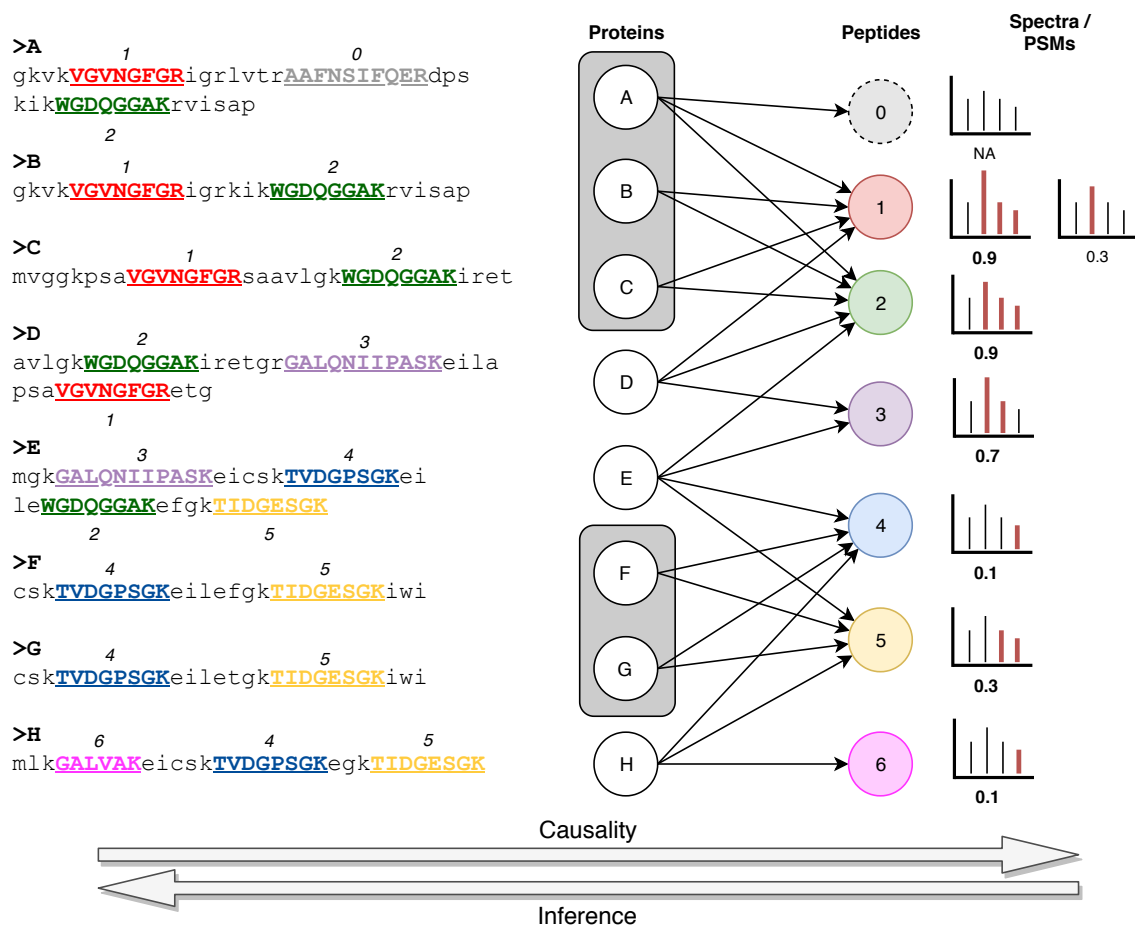 >A
1 0
gkvkVGVNGFGRigrlvtrAAFNSIFQERdps
kikWGDQGGAKrvisap
2
>B
1 2
gkvkVGVNGFGRigrkikWGDQGGAKrvisap
>C
1 2
mvggkpsaVGVNGFGRsaavlgkWGDQGGAKiret
>D
2 3
avlgkWGDQGGAKiretgrGALQNIIPASKeila
psaVGVNGFGRetg
1
>E
3 4
mgkGALQNIIPASKeicskTVDGPSGKei
leWGDQGGAKefgkTIDGESGK
2 5
>F
4 5
cskTVDGPSGKeilefgkTIDGESGKiwi
>G
4 5
cskTVDGPSGKeiletgkTIDGESGKiwi
>H
6 4 5
mlkGALVAKeicskTVDGPSGKegkTIDGESGK
Proteins
A
B
C
D
E
F
G
H
Peptides
0
1
2
3
4
5
6
Spectra /
PSMs
NA
0.9 0.3
0.9
0.7
0.1
0.3
0.1
Causality
Inference